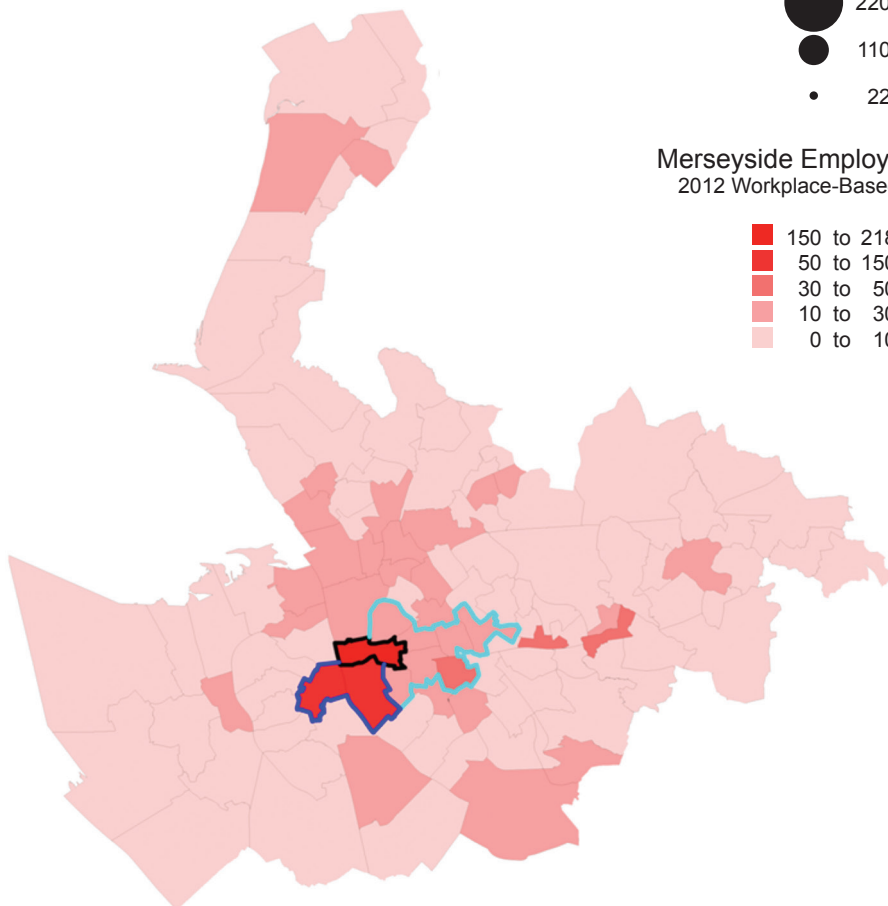 220
110
22
Merseyside Employ
2012 Workplace-Base
150 to 218
50 to 150
30 to 50
10 to 30
0 to 10